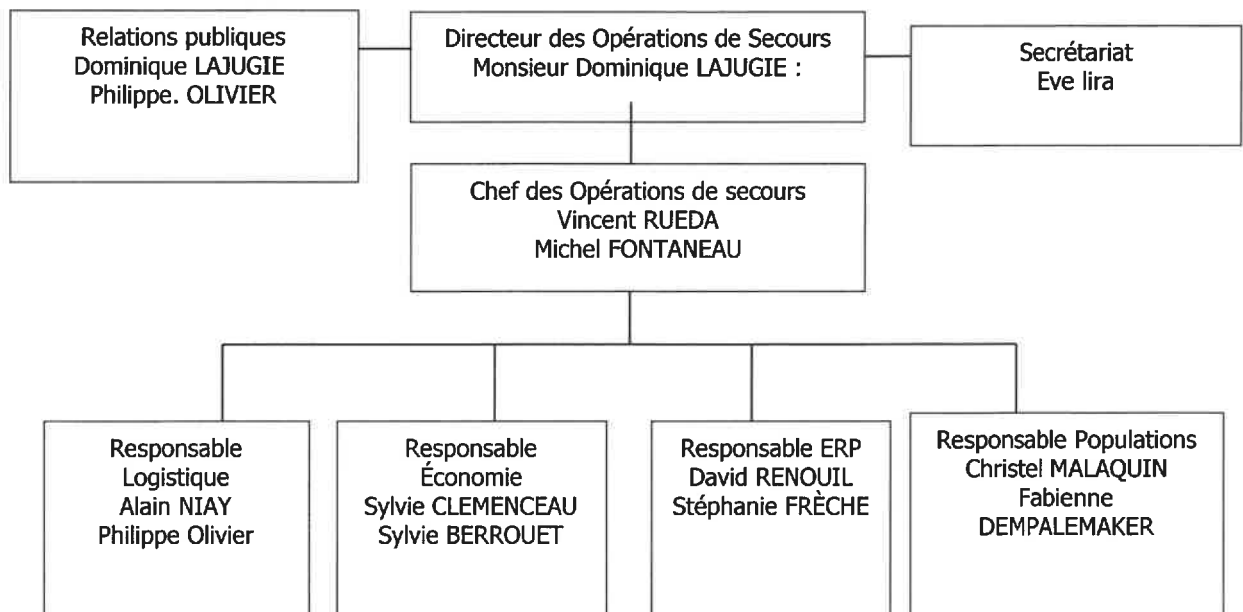 Relations publiques
Dominique LAJUGIE
Philippe. OLIVIER
Directeur des Opérations de Secours
Monsieur Dominique LAJUGIE :
Secrétariat
Eve lira
Chef des Opérations de secours
Vincent RUEDA
Michel FONTANEAU
Responsable
Logistique
Alain NIAY
Philippe Olivier
Responsable
Économie
Sylvie CLEMENCEAU
Sylvie BERROUET
Responsable ERP
David RENOUIL
Stéphanie FRÈCHE
Responsable Populations
Christel MALAQUIN
Fabienne
DEMPALEMAKER